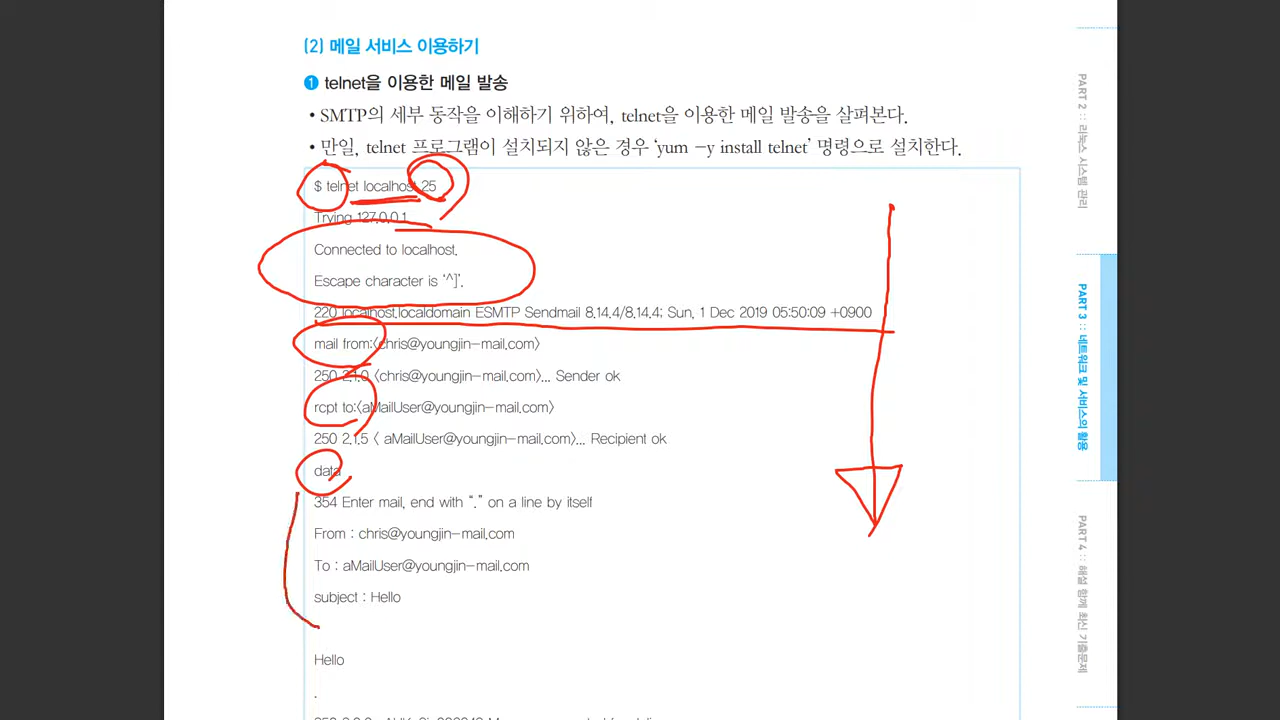 (2) 메일 서비스 이용하기
1 telnet을 이용한 메일 발송
• SMTP의 세부 동작을 이해하기 위하여, telnet을 이용한 메일 발송을 살펴본다.
• 만일, telnet 프로그램이 설치되지 않은 경우 ‘yum -y install telnet’ 명령으로 설치한다.
$ telnet localhost 25
Trying 127.0.0.1
Connected to localhost.
Escape character is '^]'.
220 localhost.localdomain ESMTP Sendmail 8.14.4/8.14.4; Sun, 1 Dec 2019 05:50:09 +0900
mail from:<chris@youngjin-mail.com>
250 2.1.0 <chris@youngjin-mail.com>... Sender ok
rcpt to:<aMailUser@youngjin-mail.com>
250 2.1.5 < aMailUser@youngjin-mail.com>... Recipient ok
data
354 Enter mail, end with “.” on a line by itself
From : chris@youngjin-mail.com
To : aMailUser@youngjin-mail.com
subject : Hello
Hello
.
PART 2 :: 리눅스 시스템 관리
PART 3 :: 네트워크 및 서비스의 활용
PART 4 :: 해설 함께 최신 기출문제